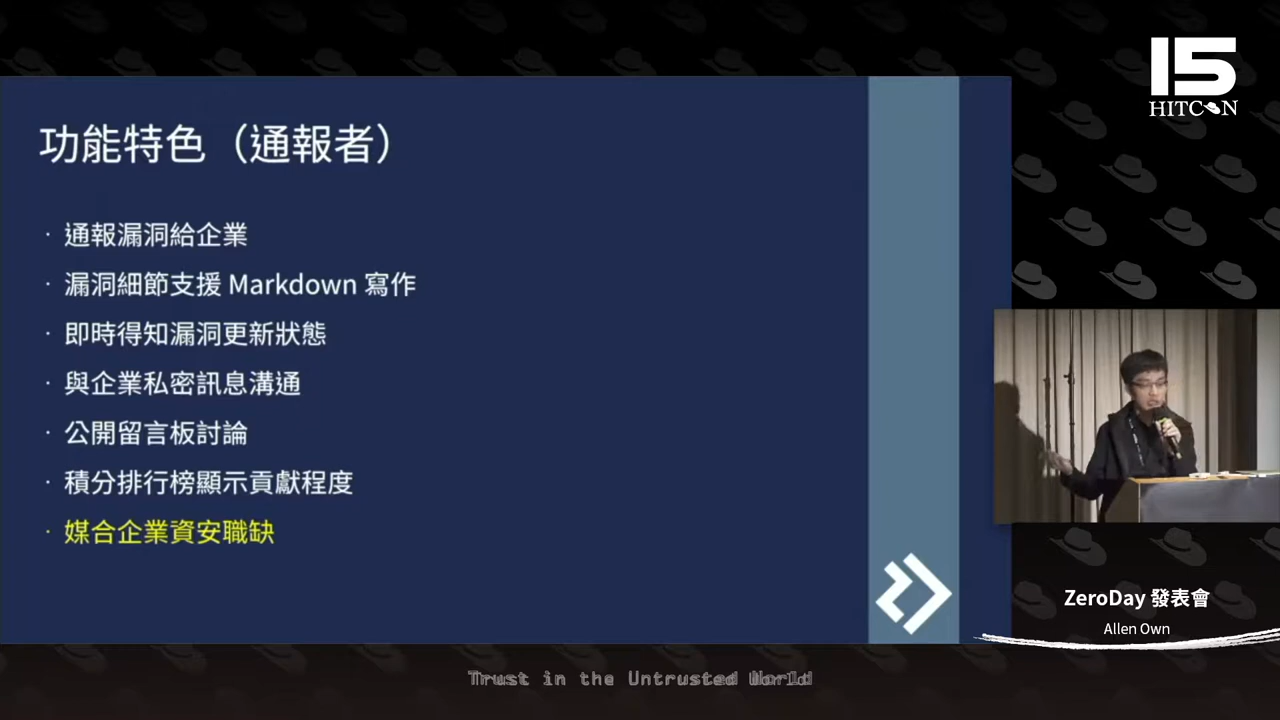 15
HITCON
功能特色（通報者）
· 通報漏洞給企業
· 漏洞細節支援 Markdown 寫作
· 即時得知漏洞更新狀態
· 與企業私密訊息溝通
· 公開留言板討論
· 積分排行榜顯示貢獻程度
· 媒合企業資安職缺
ZeroDay 發表會
Allen Own
Trust in the Untrusted World